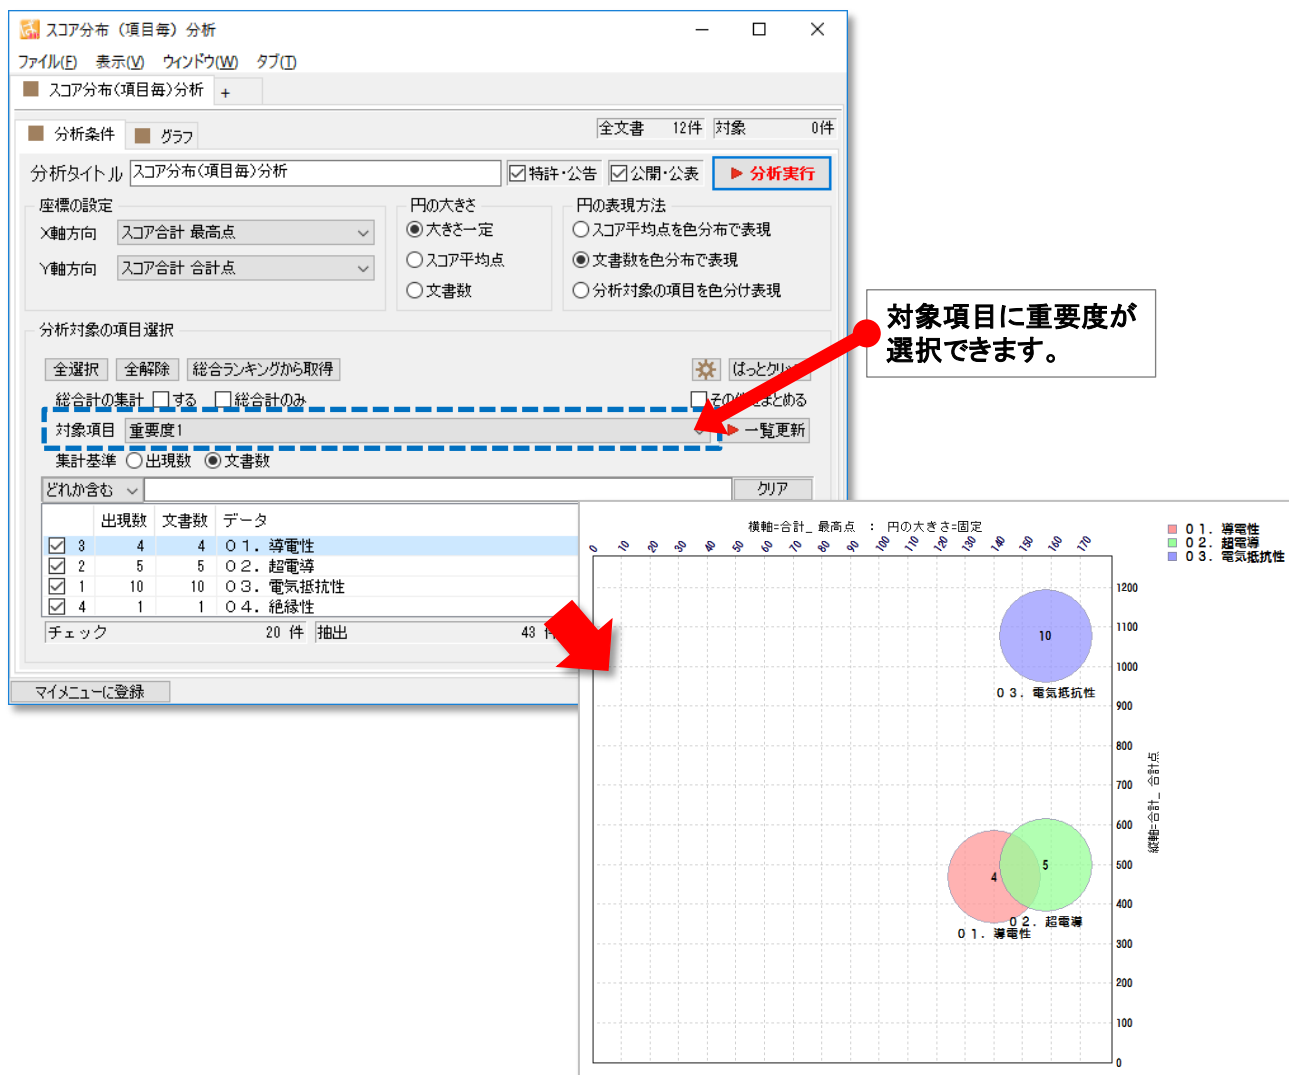 スコア分布（項目毎）分析
ファイル(F) 表示(V) ウィンドウ(W) タブ(T)
スコア分布(項目毎)分析 +
分析条件 グラフ 全文書 12件 対象 0件
分析タイトル スコア分布(項目毎)分析 特許・公告 公開・公表 分析実行
座標の設定 円の大きさ 円の表現方法
X軸方向 スコア合計 最高点 大きさ一定 スコア平均点を色分布で表現
Y軸方向 スコア合計 合計点 スコア平均点 文書数を色分布で表現
文書数 分析対象の項目を色分け表現
対象項目に重要度が
選択できます。
分析対象の項目選択
全選択 全解除 総合ランキングから取得 ぱっとクリ
総合計の集計 する 総合計のみ まとめる
対象項目 重要度1 一覧更新
集計基準 出現数 文書数
どれか含む クリア
出現数 文書数 データ
3 4 4 ０１．導電性
2 5 5 ０２．超電導
1 10 10 ０３．電気抵抗性
4 1 1 ０４．絶縁性
チェック 20 件 抽出 43
マイメニューに登録
横軸=合計_ 最高点 ： 円の大きさ=固定
0 10 20 30 40 50 60 70 80 90 100 110 120 130 140 150 160 170
０１．導電性
０２．超電導
０３．電気抵抗性
1200
1100
1000
900
800
700
600
500
400
300
200
100
0
縦軸=合計_ 合計点
10
０３．電気抵抗性
5
4
０２．超電導
０１．導電性